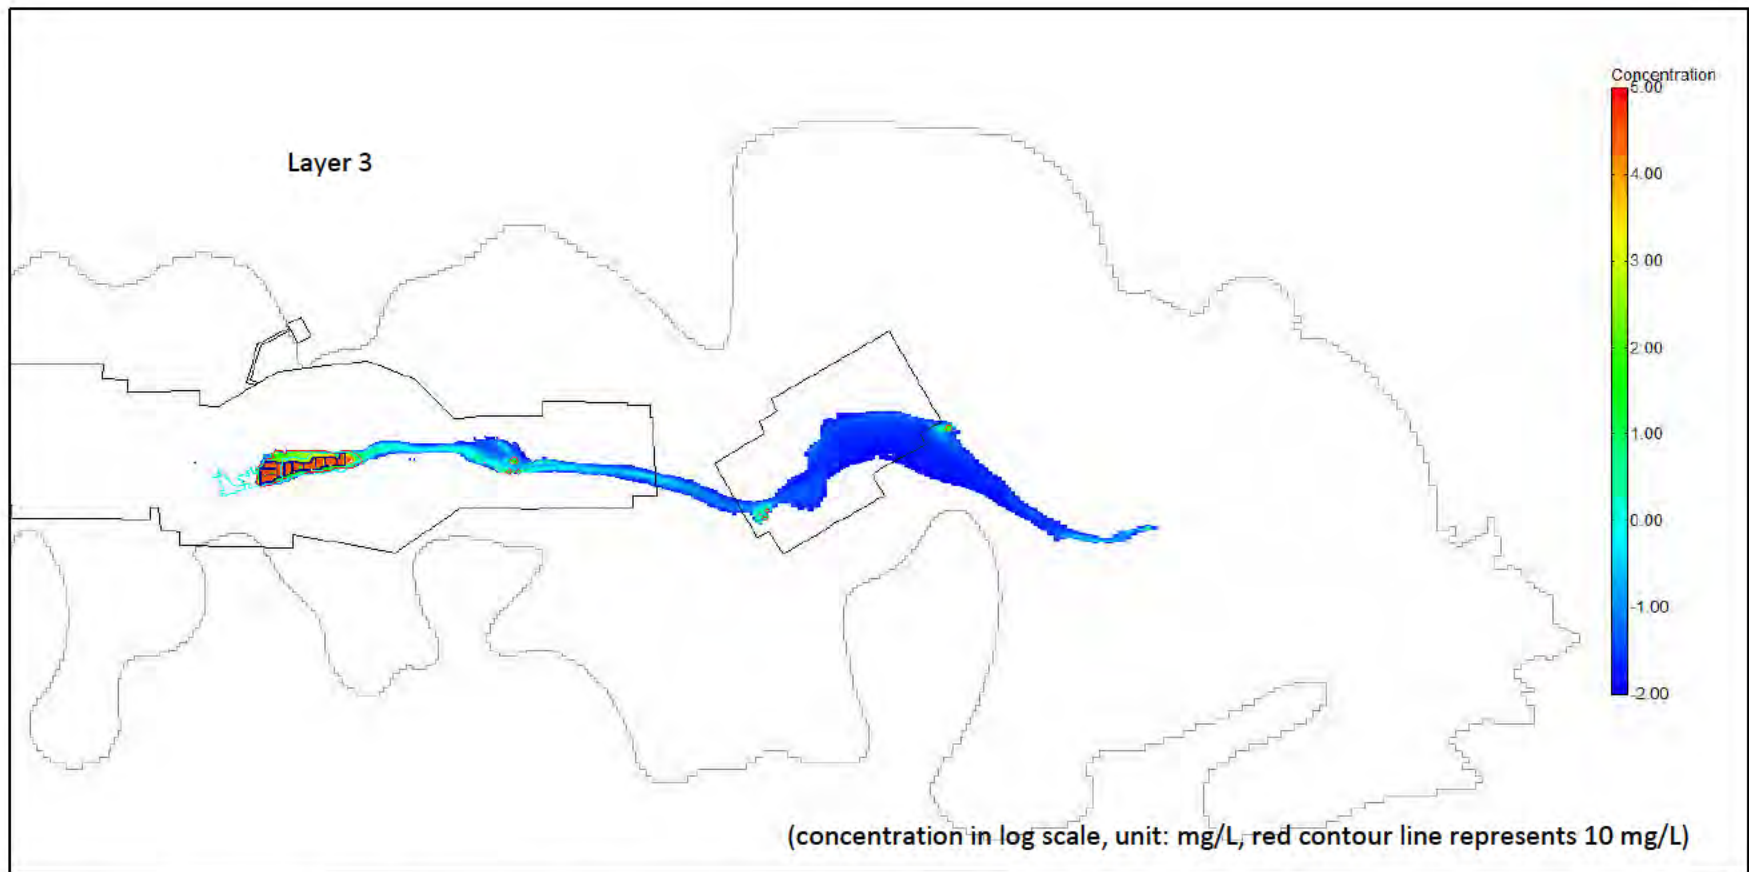 Concentration
5.00
Layer 3
4.00
3.00
2.00
1.00
0.00
-1.00
-2.00
(concentration in log scale, unit: mg/L, red contour line represents 10 mg/L)